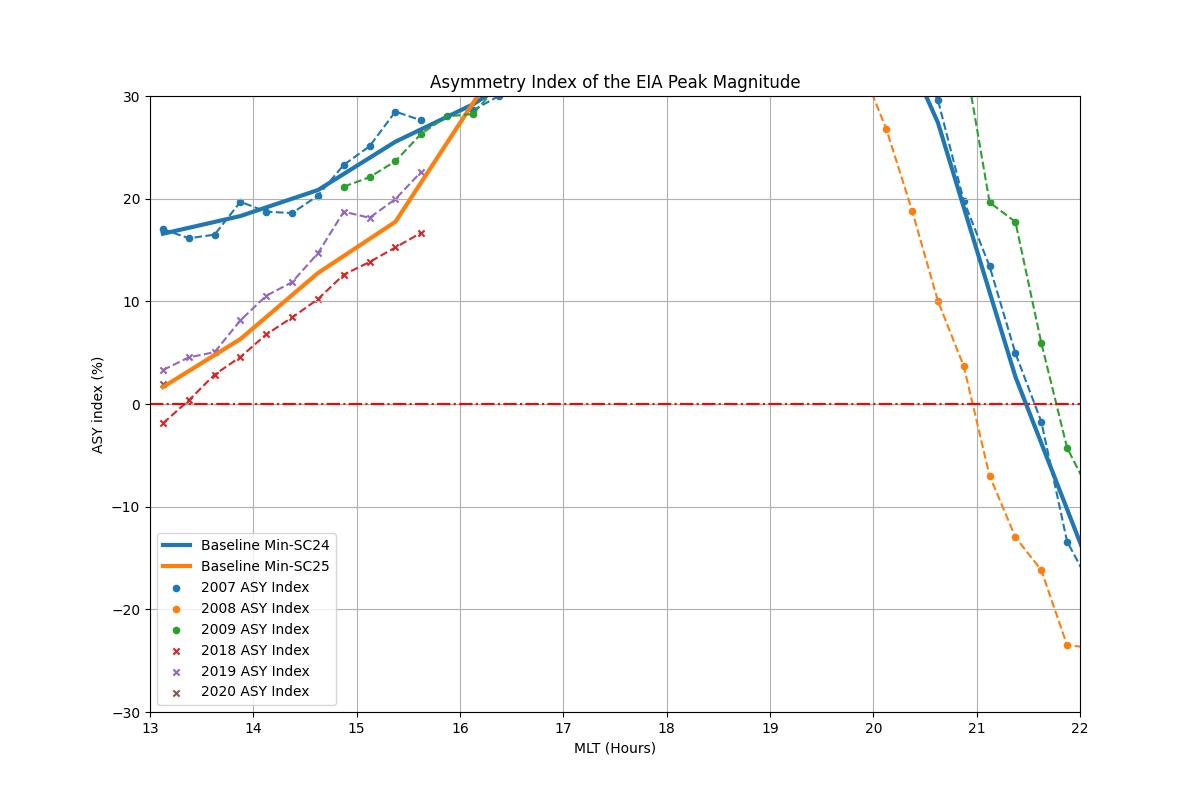 Asymmetry Index of the EIA Peak Magnitude
30
20
10
0
−10
−20
−30
ASY index (%)
Baseline Min-SC24
Baseline Min-SC25
2007 ASY Index
2008 ASY Index
2009 ASY Index
2018 ASY Index
2019 ASY Index
2020 ASY Index
13 14 15 16 17 18 19 20 21 22
MLT (Hours)